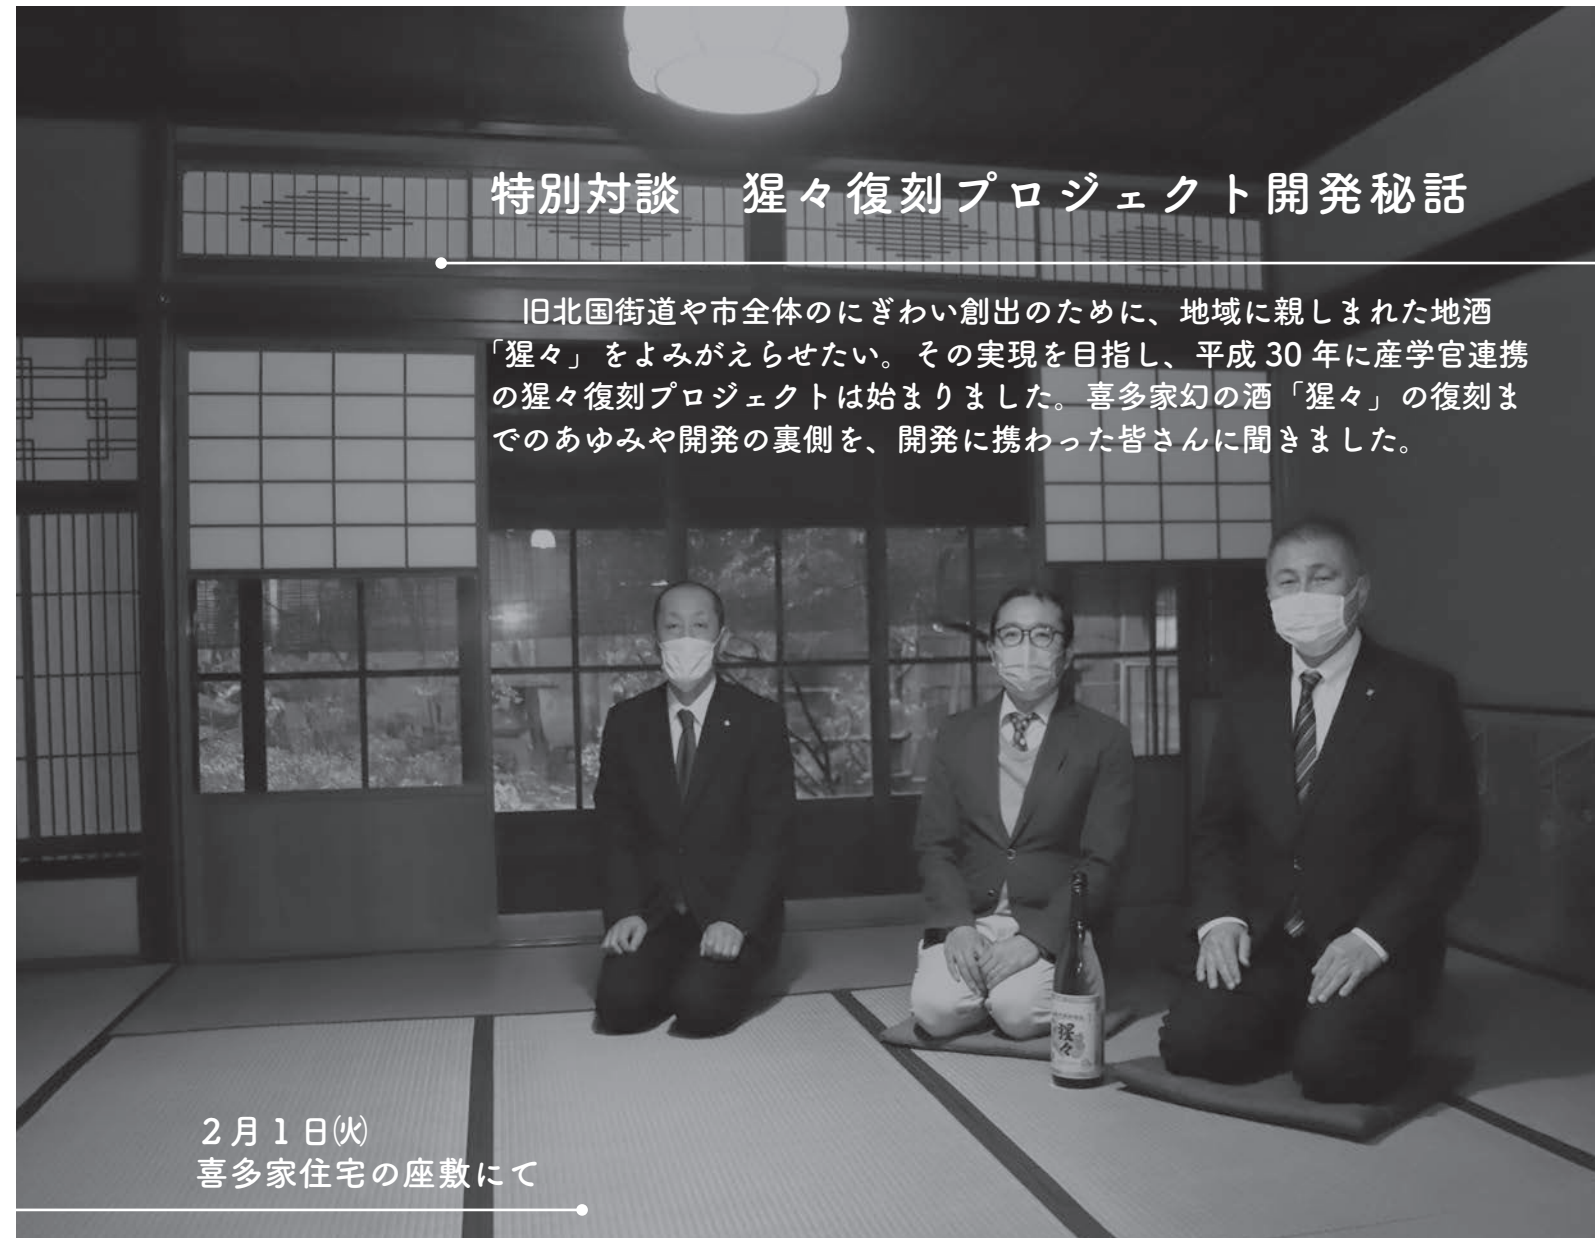 特別対談　猩々復刻プロジェクト開発秘話
旧北国街道や市全体のにぎわい創出のために、地域に親しまれた地酒
「猩々」をよみがえらせたい。その実現を目指し、平成 30 年に産学官連携
の猩々復刻プロジェクトは始まりました。喜多家幻の酒「猩々」の復刻ま
でのあゆみや開発の裏側を、開発に携わった皆さんに聞きました。
猩々
２月１日㈫
喜多家住宅の座敷にて